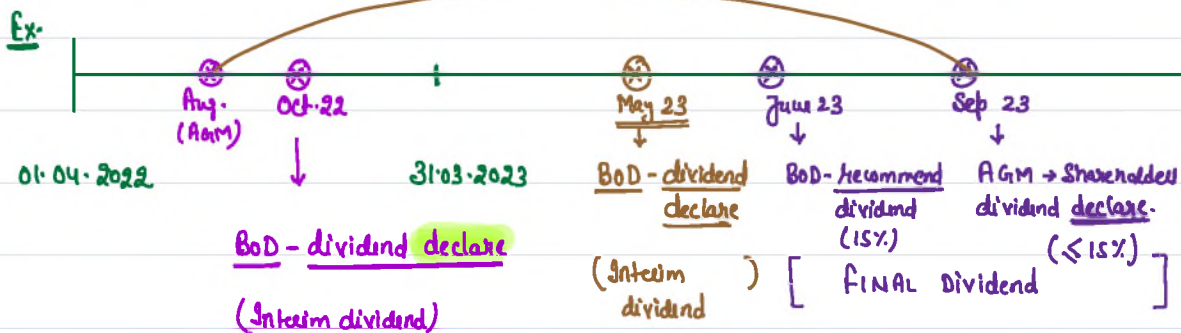 Ex.
Aug. Oct.22 May 23 June 23 Sep 23
(AGM)
01.04.2022 31.03.2023 BoD - dividend BoD - recommend AGM → Shareholders
declare dividend dividend declare.
BoD - dividend declare (15%) (≤ 15%)
(Interim dividend) [ FINAL Dividend ]
(Interim dividend)